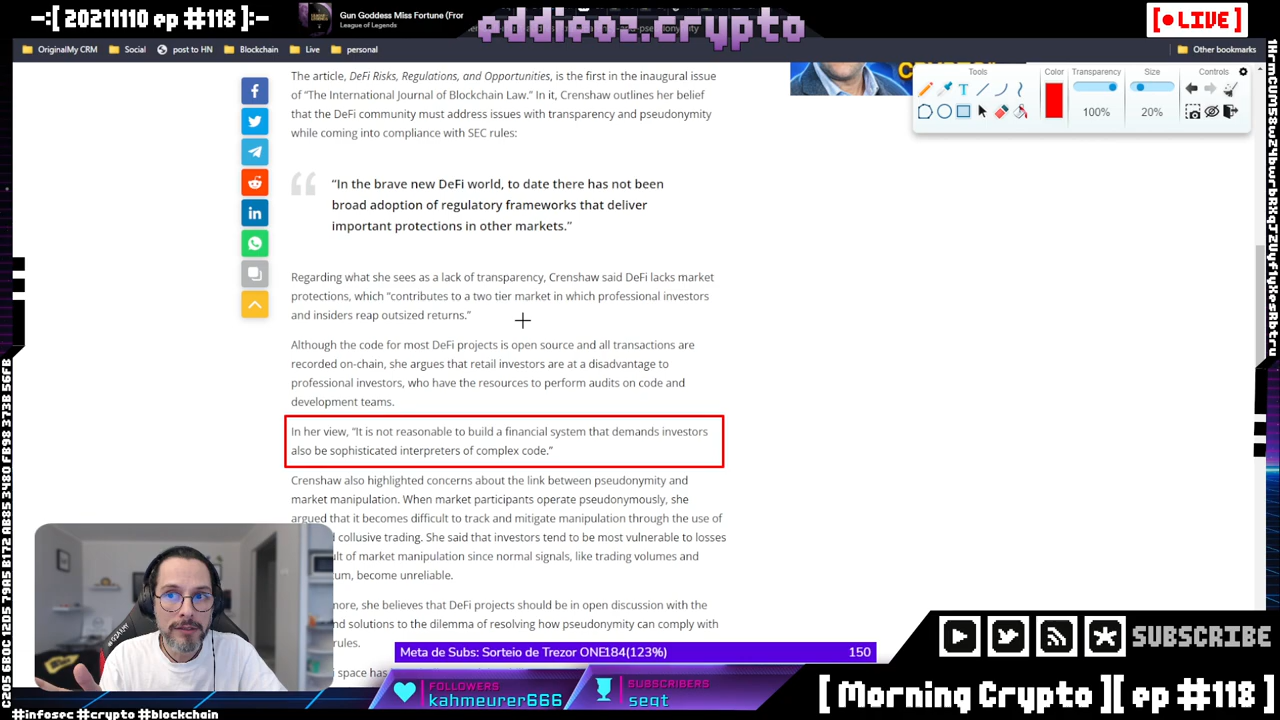 -:[ 20211110 ep #118 ]:-
Gun Goddess Miss Fortune (Fror
League of Legends
eddieoz.crypto
[ LIVE ]
OriginalMy CRM
Social
post to HN
Blockchain
Live
personal
Other bookmarks
Tools
Color
Transparency
Size
Controls
100%
20%
The article, DeFi Risks, Regulations, and Opportunities, is the first in the inaugural issue
of “The International Journal of Blockchain Law.” In it, Crenshaw outlines her belief
that the DeFi community must address issues with transparency and pseudonymity
while coming into compliance with SEC rules:
“In the brave new DeFi world, to date there has not been
broad adoption of regulatory frameworks that deliver
important protections in other markets.”
Regarding what she sees as a lack of transparency, Crenshaw said DeFi lacks market
protections, which “contributes to a two tier market in which professional investors
and insiders reap outsized returns.”
Although the code for most DeFi projects is open source and all transactions are
recorded on-chain, she argues that retail investors are at a disadvantage to
professional investors, who have the resources to perform audits on code and
development teams.
In her view, “It is not reasonable to build a financial system that demands investors
also be sophisticated interpreters of complex code.”
Crenshaw also highlighted concerns about the link between pseudonymity and
market manipulation. When market participants operate pseudonymously, she
argued that it becomes difficult to track and mitigate manipulation through the use of
d collusive trading. She said that investors tend to be most vulnerable to losses
ult of market manipulation since normal signals, like trading volumes and
tum, become unreliable.
more, she believes that DeFi projects should be in open discussion with the
nd solutions to the dilemma of resolving how pseudonymity can comply with
rules.
i space has
Meta de Subs: Sorteio de Trezor ONE184(123%)
150
FOLLOWERS
kahmeurer666
SUBSCRIBERS
seqt
SUBSCRIBE
[ Morning Crypto ][ ep #118 ]
#infosec #crypto #blockchain